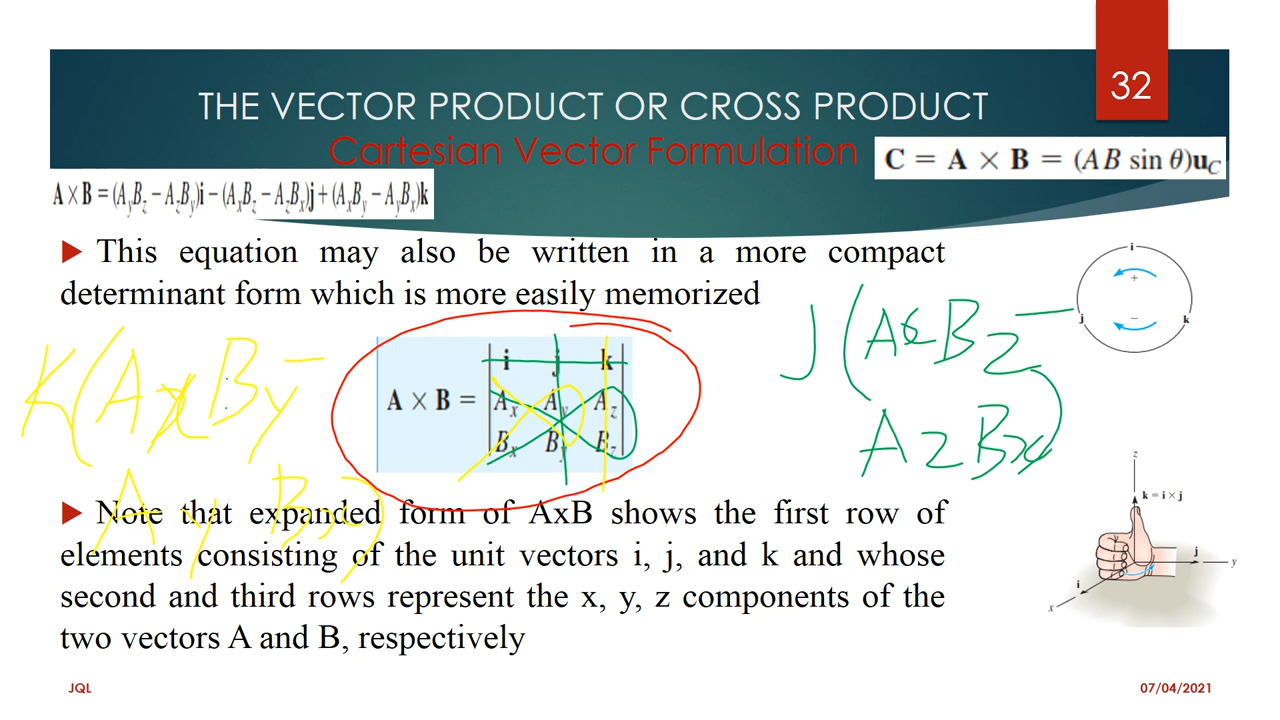 32
THE VECTOR PRODUCT OR CROSS PRODUCT
Cartesian Vector Formulation
C = A × B = (AB sin θ)u_C
A × B = (A_yB_z − A_zB_y)i − (A_xB_z − A_zB_x)j + (A_xB_y − A_yB_x)k
This equation may also be written in a more compact
determinant form which is more easily memorized
i
+
−
j k
J(AxBz −
AzBx)
K(AxBy −
AyBx)
i j k
A × B = A_x A_y A_z
B_x B_y B_z
Note that expanded form of AxB shows the first row of
elements consisting of the unit vectors i, j, and k and whose
second and third rows represent the x, y, z components of the
two vectors A and B, respectively
z
k = i × j
j
y
i
x
JQL
07/04/2021